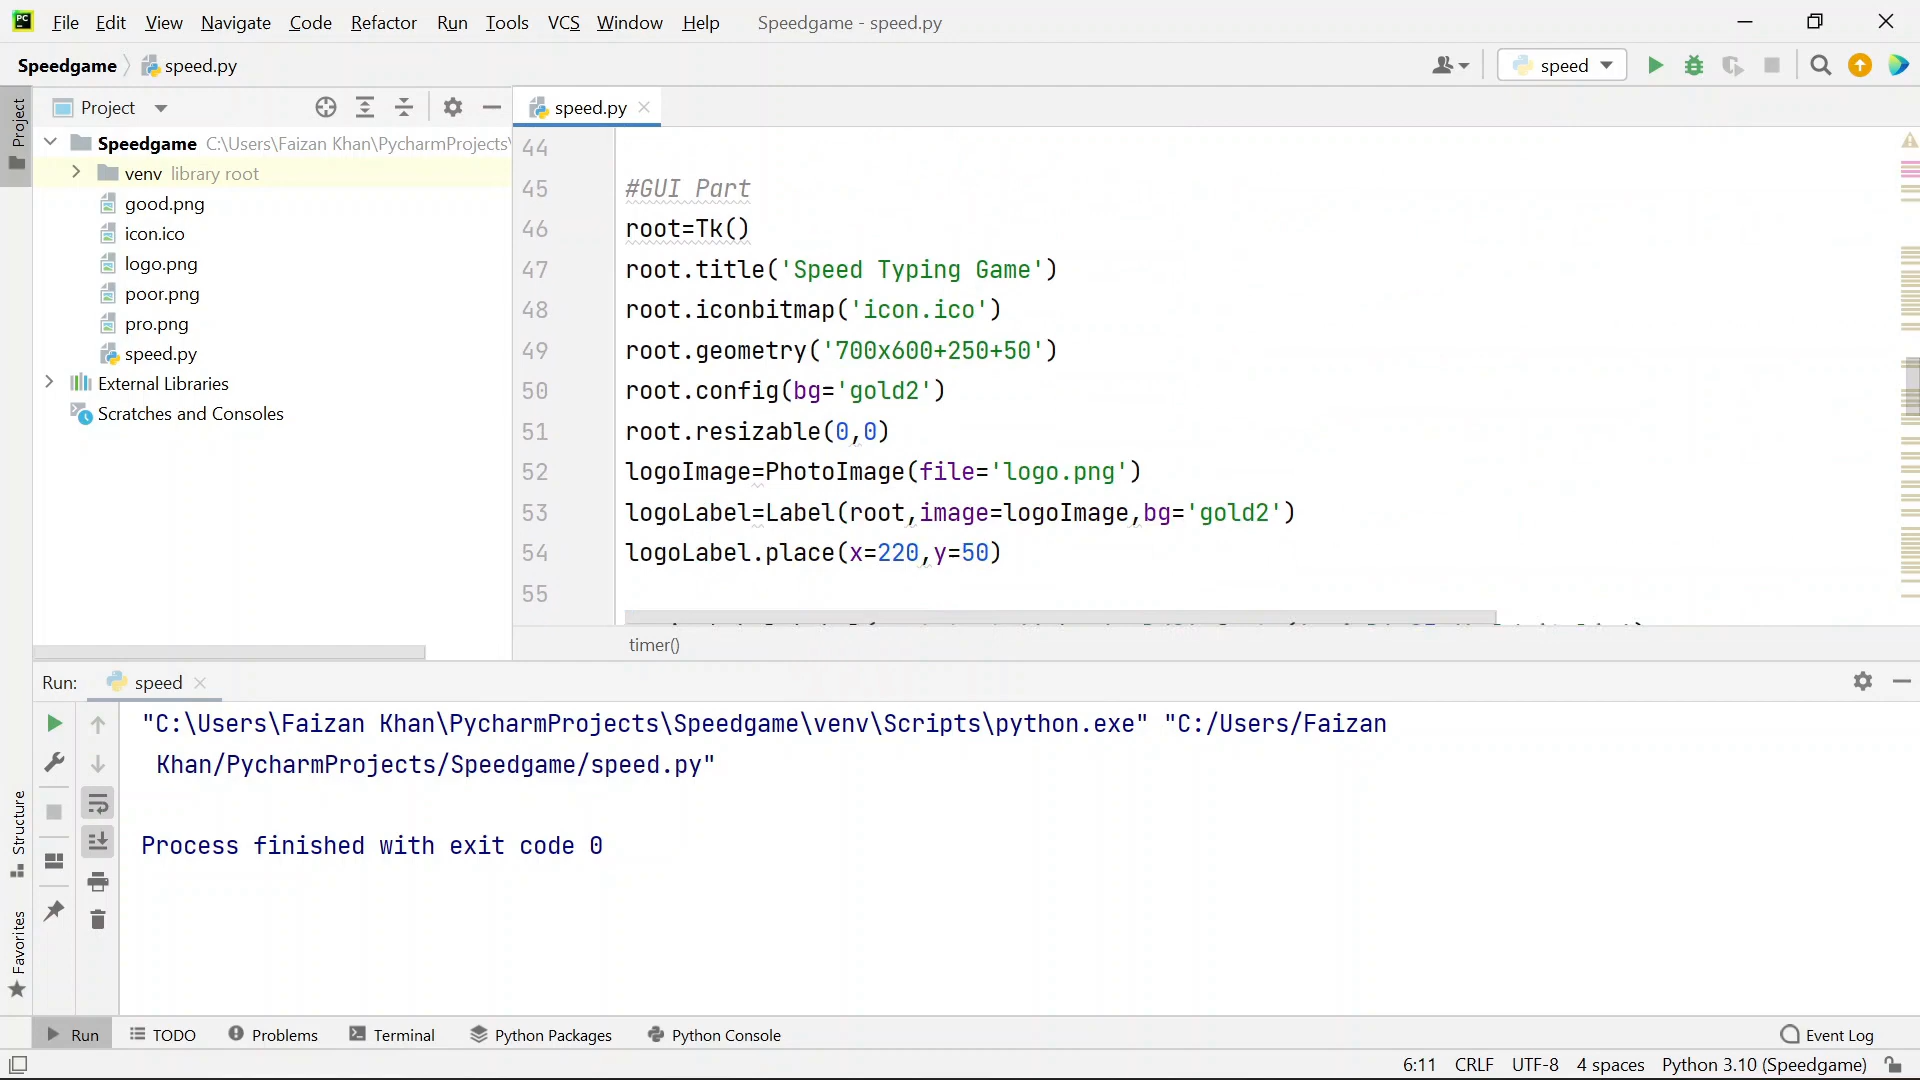 File Edit View Navigate Code Refactor Run Tools VCS Window Help Speedgame - speed.py
Speedgame speed.py speed
Project
Project
speed.py
Speedgame C:\Users\Faizan Khan\PycharmProjects\
venv library root
good.png
icon.ico
logo.png
poor.png
pro.png
speed.py
External Libraries
Scratches and Consoles
44
45 #GUI Part
46 root=Tk()
47 root.title('Speed Typing Game')
48 root.iconbitmap('icon.ico')
49 root.geometry('700x600+250+50')
50 root.config(bg='gold2')
51 root.resizable(0,0)
52 logoImage=PhotoImage(file='logo.png')
53 logoLabel=Label(root,image=logoImage,bg='gold2')
54 logoLabel.place(x=220,y=50)
55
timer()
Run: speed
"C:\Users\Faizan Khan\PycharmProjects\Speedgame\venv\Scripts\python.exe" "C:/Users/Faizan
Khan/PycharmProjects/Speedgame/speed.py"
Process finished with exit code 0
Structure
Favorites
Run TODO Problems Terminal Python Packages Python Console Event Log
6:11 CRLF UTF-8 4 spaces Python 3.10 (Speedgame)